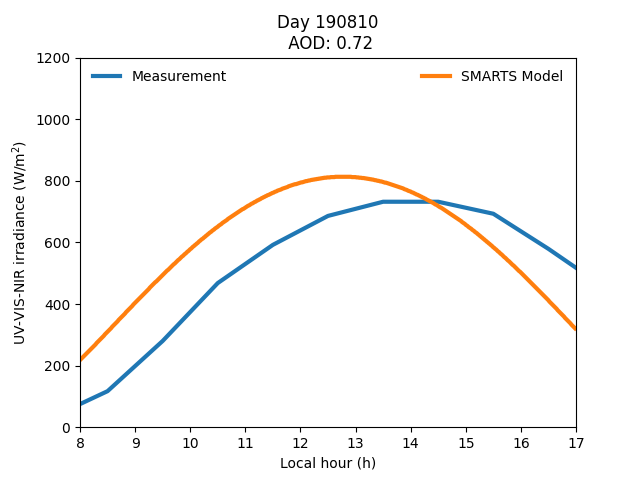 Day 190810
AOD: 0.72
Measurement
SMARTS Model
UV-VIS-NIR irradiance (W/m²)
1200
1000
800
600
400
200
0
8 9 10 11 12 13 14 15 16 17
Local hour (h)